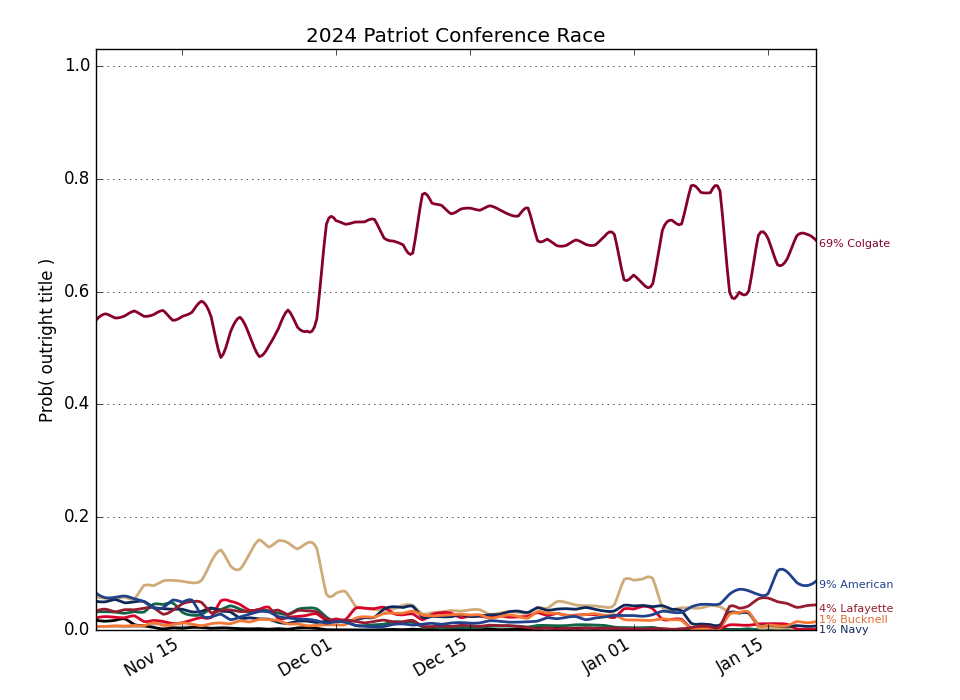 2024 Patriot Conference Race
Prob( outright title )
1.0
0.8
0.6
0.4
0.2
0.0
69% Colgate
9% American
4% Lafayette
1% Bucknell
1% Navy
Nov 15
Dec 01
Dec 15
Jan 01
Jan 15